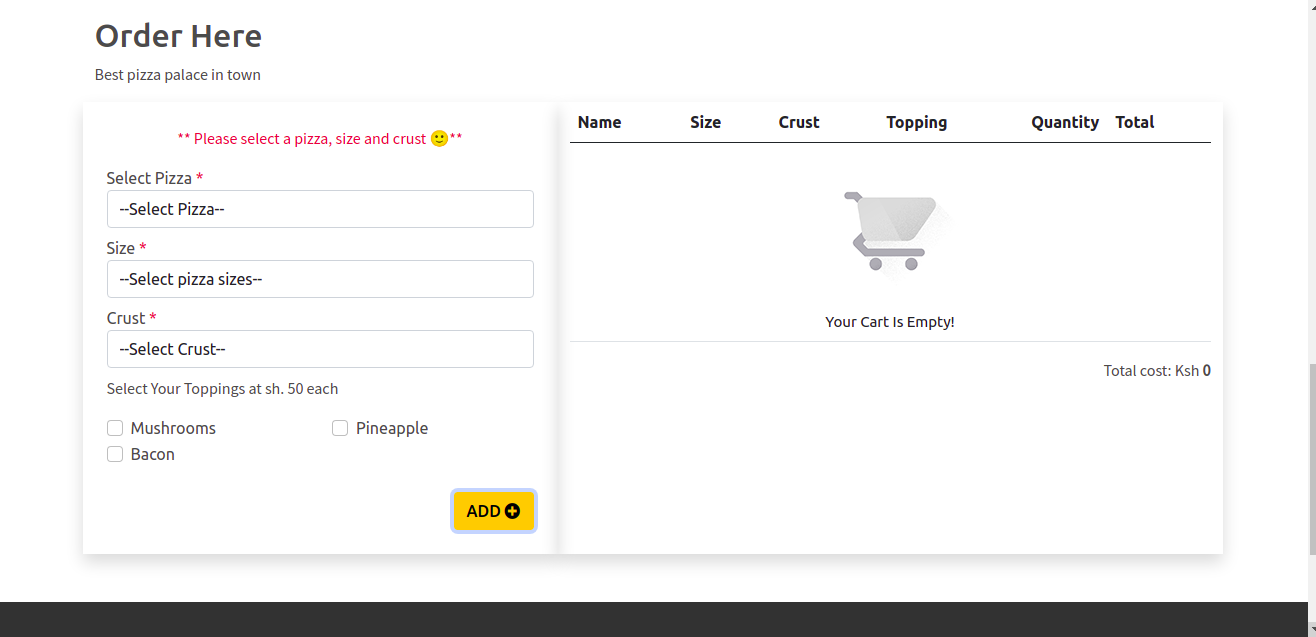 Order Here
Best pizza palace in town
** Please select a pizza, size and crust 🙂**
Select Pizza *
--Select Pizza--
Size *
--Select pizza sizes--
Crust *
--Select Crust--
Select Your Toppings at sh. 50 each
Mushrooms Pineapple
Bacon
ADD
Name Size Crust Topping Quantity Total
Your Cart Is Empty!
Total cost: Ksh 0